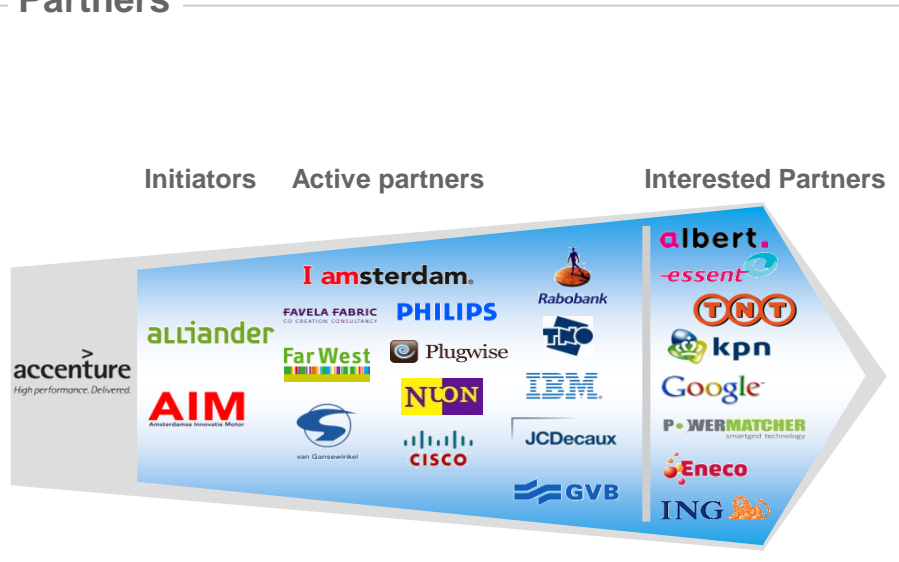 Partners
Initiators
Active partners
Interested Partners
accenture
High performance. Delivered.
alliander
AIM
Amsterdamse Innovatie Motor
I amsterdam.
FAVELA FABRIC
CO CREATION CONSULTANCY
Far West
van Gansewinkel
PHILIPS
Plugwise
NUON
CISCO
Rabobank
TNO
IBM.
JCDecaux
GVB
albert.
essent
TNT
kpn
Google
POWERMATCHER
smartgrid technology
Eneco
ING